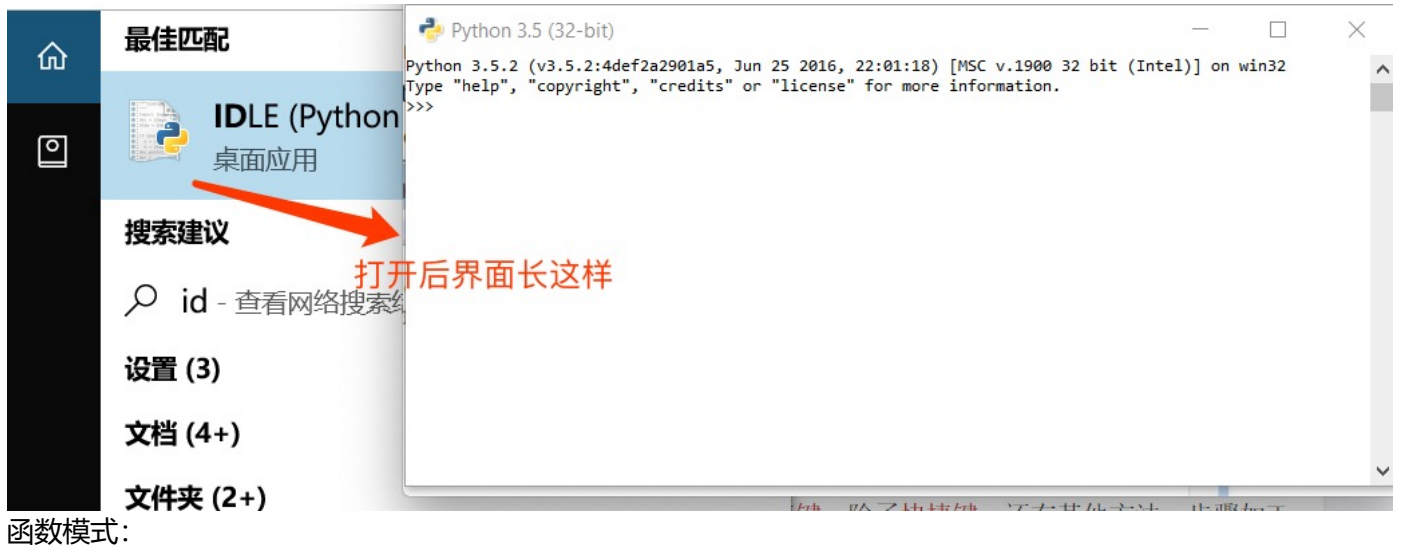 最佳匹配
IDLE (Python
桌面应用
搜索建议
id - 查看网络搜索结
设置 (3)
文档 (4+)
文件夹 (2+)
Python 3.5 (32-bit)
Python 3.5.2 (v3.5.2:4def2a2901a5, Jun 25 2016, 22:01:18) [MSC v.1900 32 bit (Intel)] on win32
Type "help", "copyright", "credits" or "license" for more information.
>>>
打开后界面长这样
函数模式：